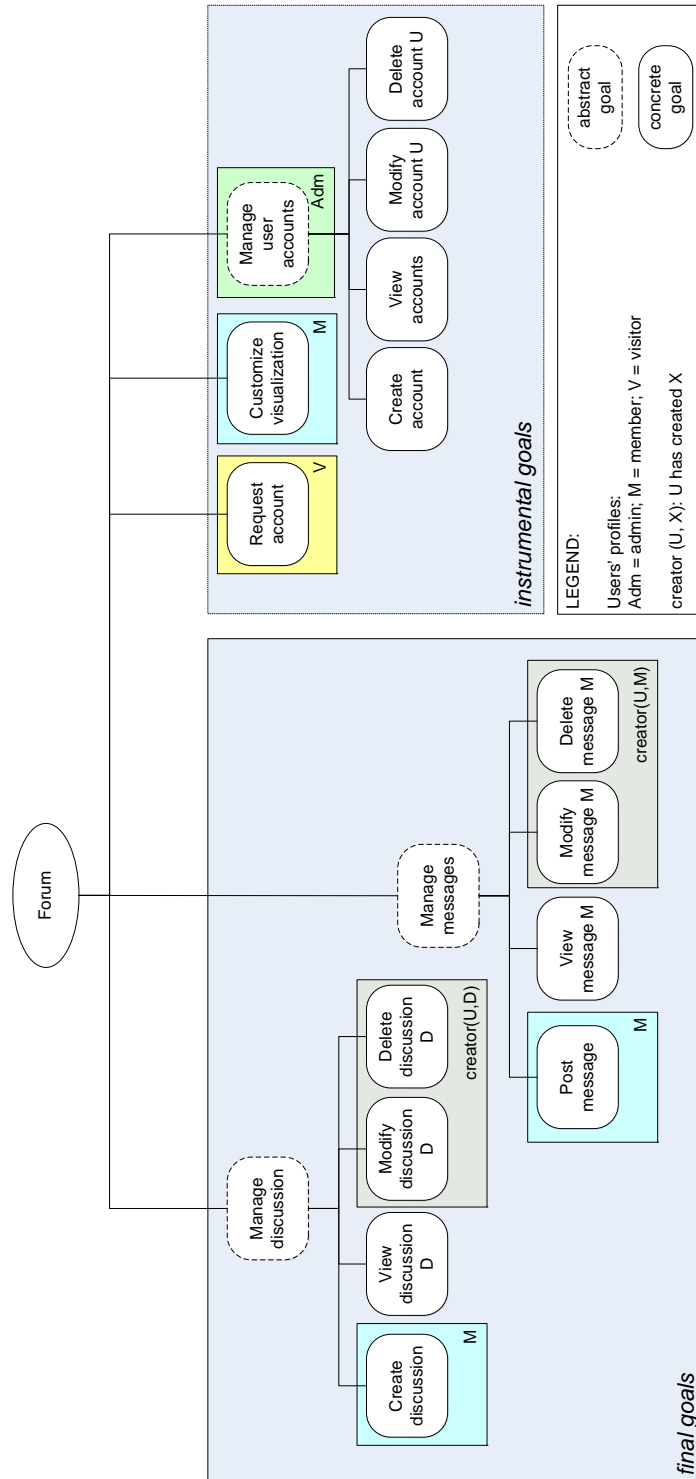 Forum
Manage
discussion
Create
discussion
M
View
discussion
D
Modify
discussion
D
Delete
discussion
D
creator(U,D)
Manage
messages
Post
message
M
View
message M
Modify
message M
Delete
message M
creator(U,M)
final goals
Request
account
V
Customize
visualization
M
Manage
user
accounts
Adm
Create
account
View
accounts
Modify
account U
Delete
account U
instrumental goals
LEGEND:
Users' profiles:
Adm = admin; M = member; V = visitor
creator (U, X): U has created X
abstract
goal
concrete
goal